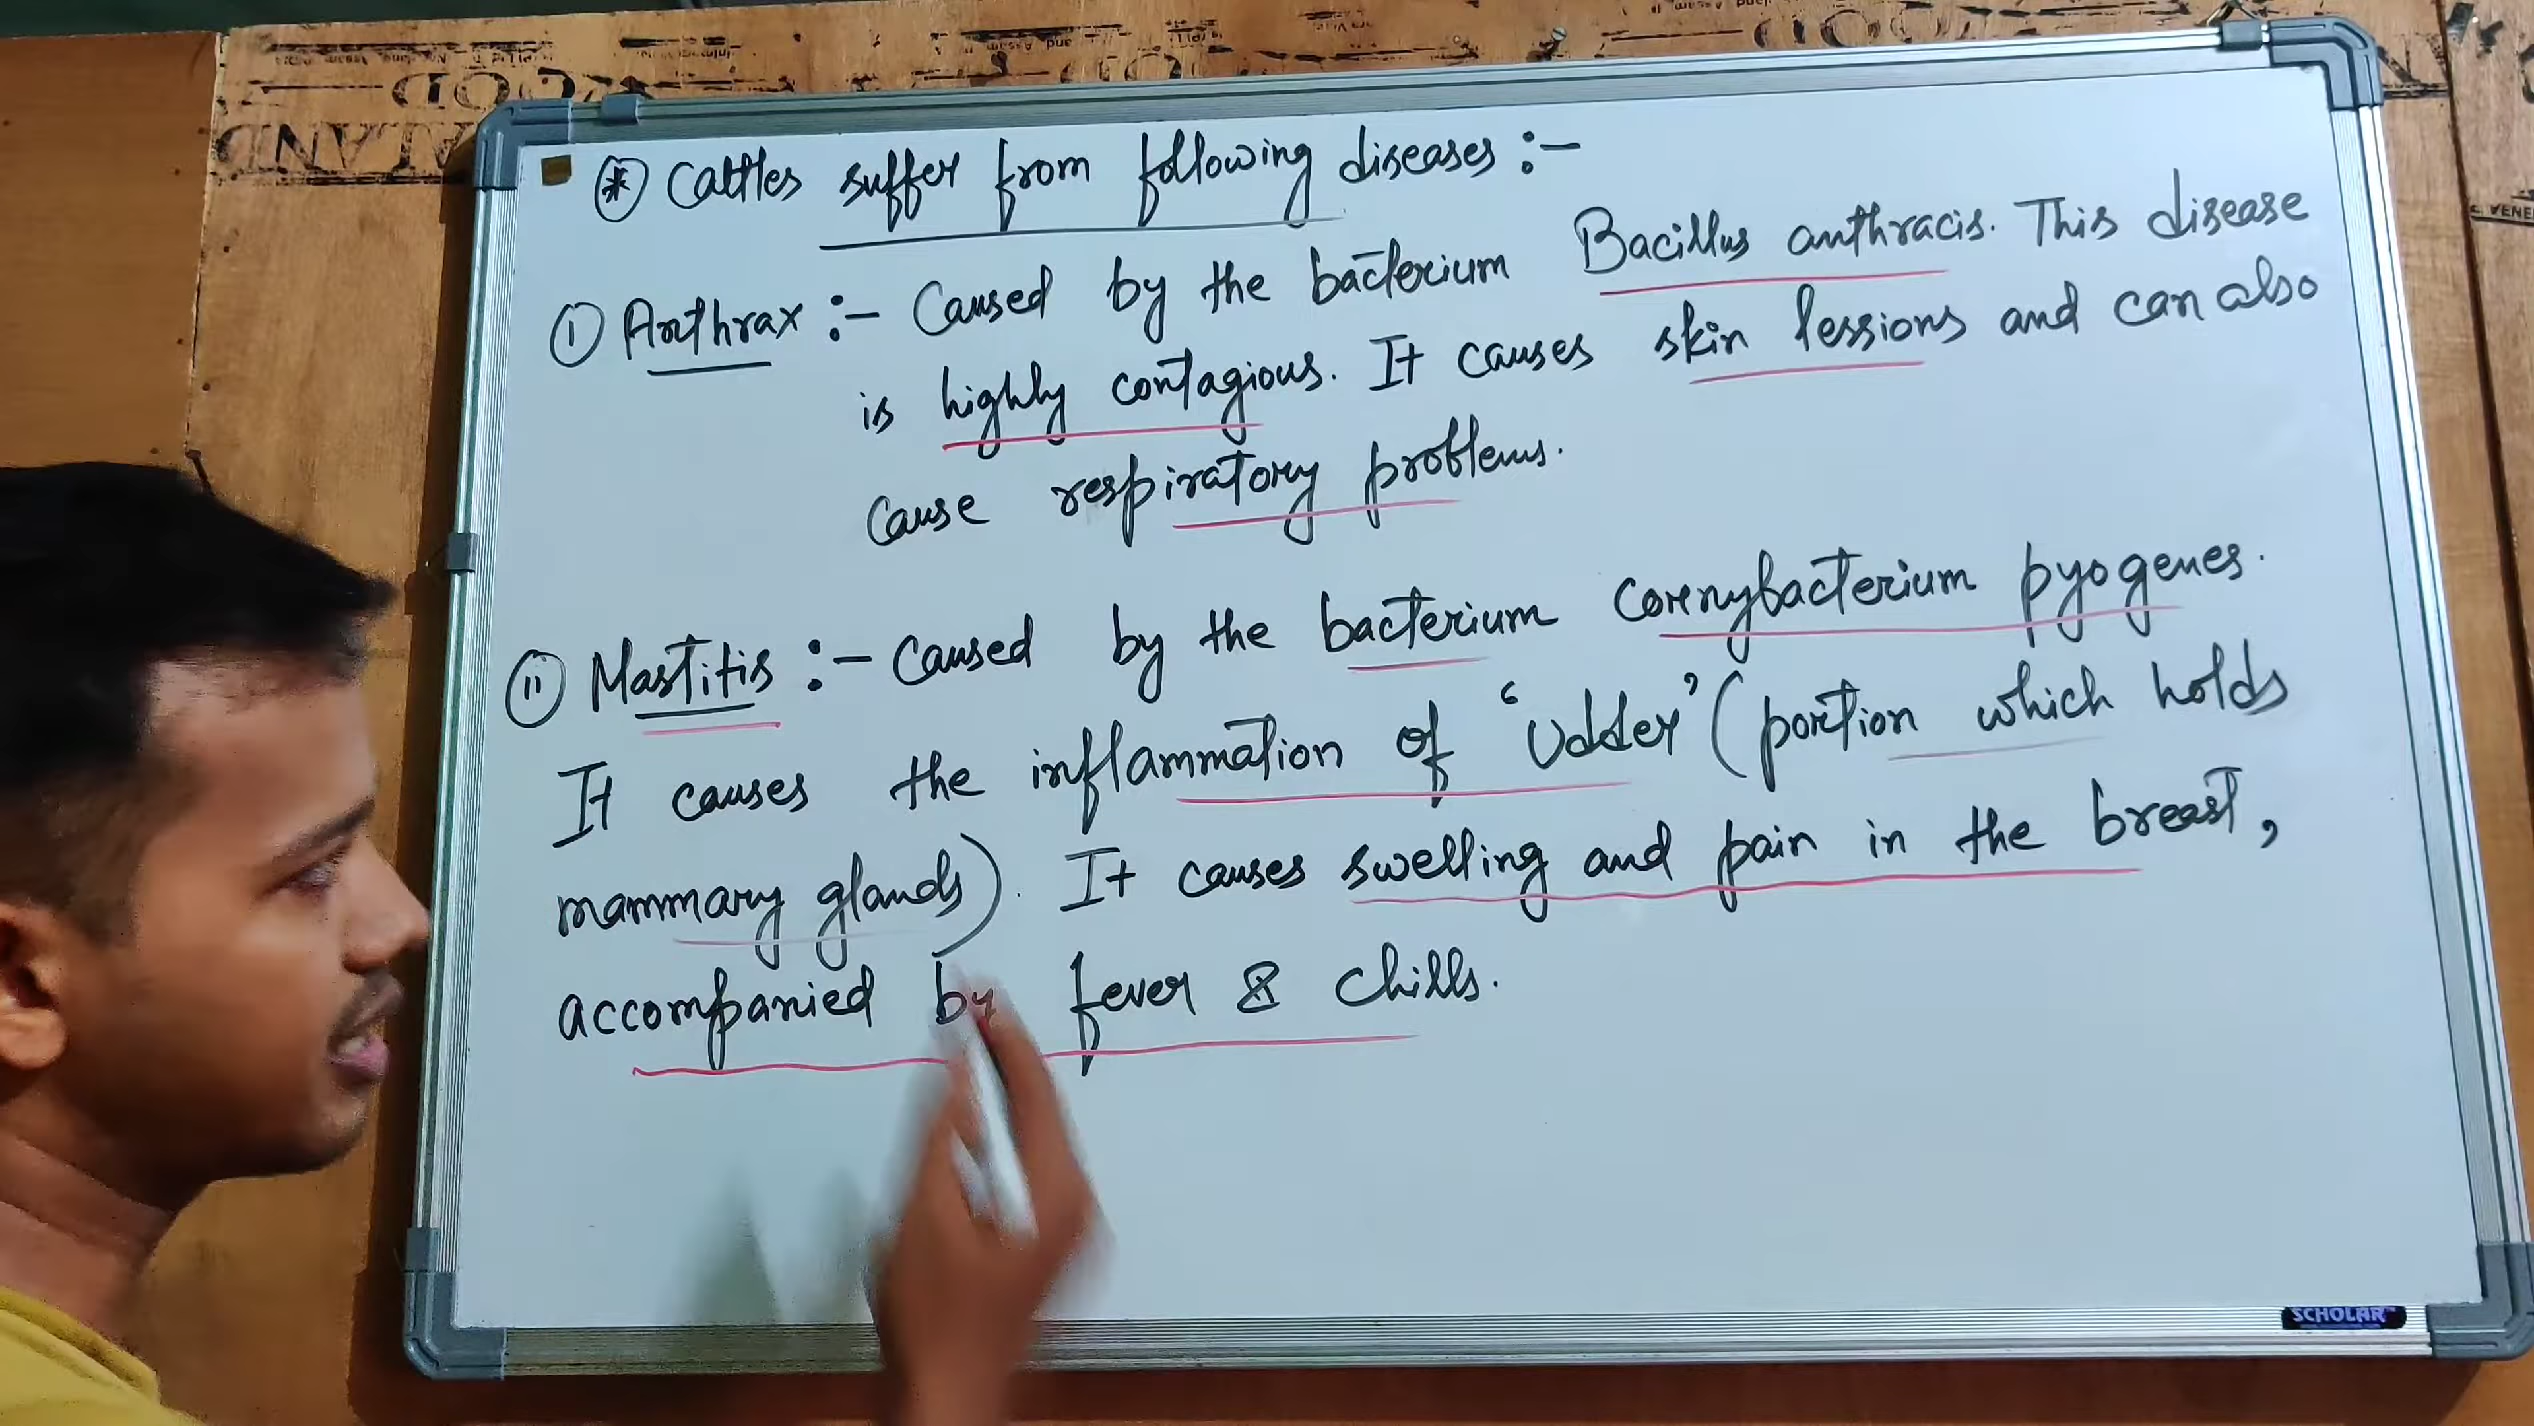 ⊛ Cattles suffer from following diseases :-
① Anthrax :- Caused by the bacterium Bacillus anthracis. This disease
is highly contagious. It causes skin lessions and can also
cause respiratory problems.
ⅱ Mastitis :- Caused by the bacterium Corenybacterium pyogenes.
It causes the inflammation of 'Udder' (portion which holds
mammary glands). It causes swelling and pain in the breast,
accompanied by fever & chills.
SCHOLAR